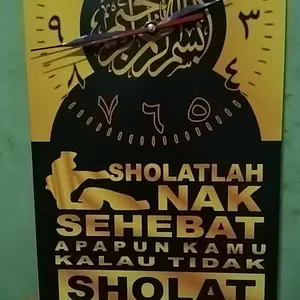 بسم الله الرحمن الرحيم
٩ ٣
٨ ٤
٧ ٦ ٥
SHOLATLAH
NAK
SEHEBAT
APAPUN KAMU
KALAU TIDAK
SHOLAT